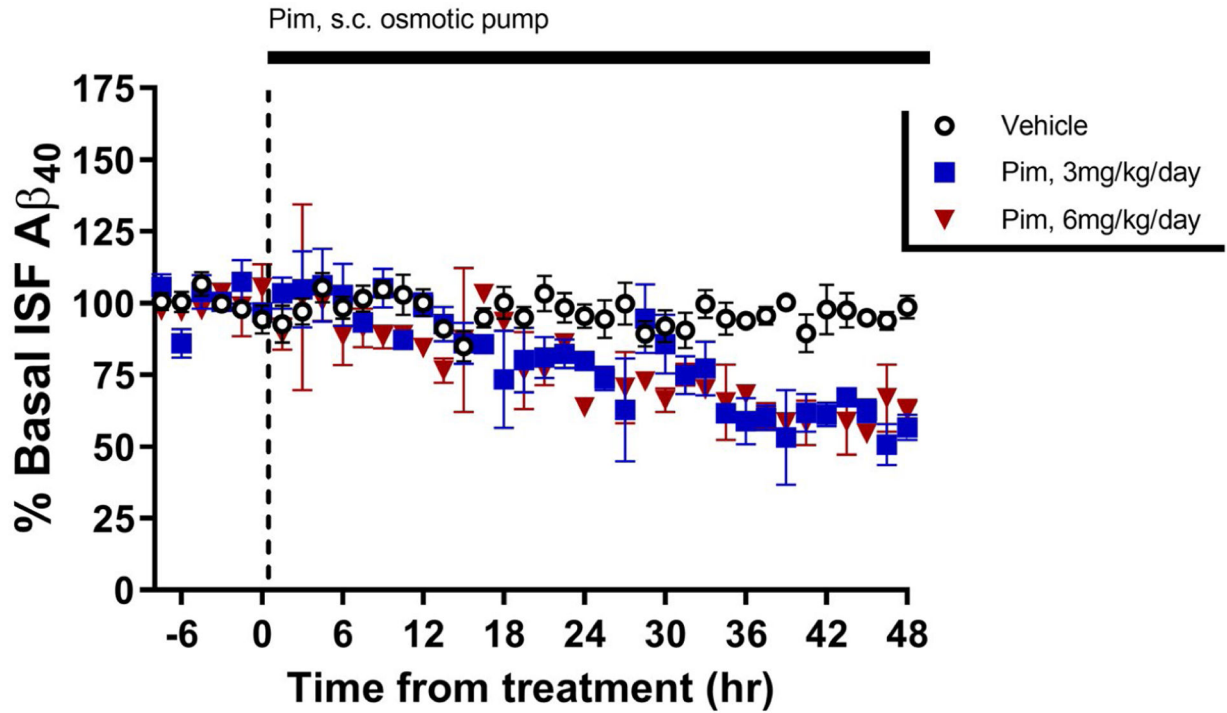 Pim, s.c. osmotic pump
175
150
125
100
75
50
25
0
% Basal ISF Aβ40
-6 0 6 12 18 24 30 36 42 48
Time from treatment (hr)
Vehicle
Pim, 3mg/kg/day
Pim, 6mg/kg/day